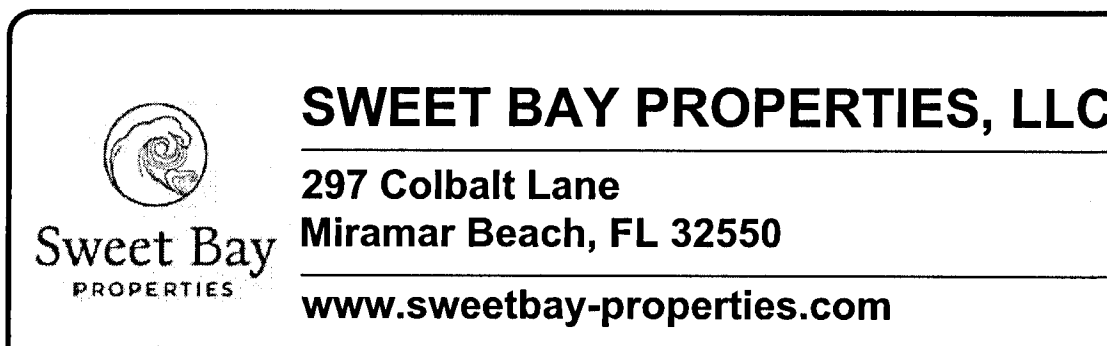 SWEET BAY PROPERTIES, LLC
297 Colbalt Lane
Miramar Beach, FL 32550
www.sweetbay-properties.com
Sweet Bay
PROPERTIES